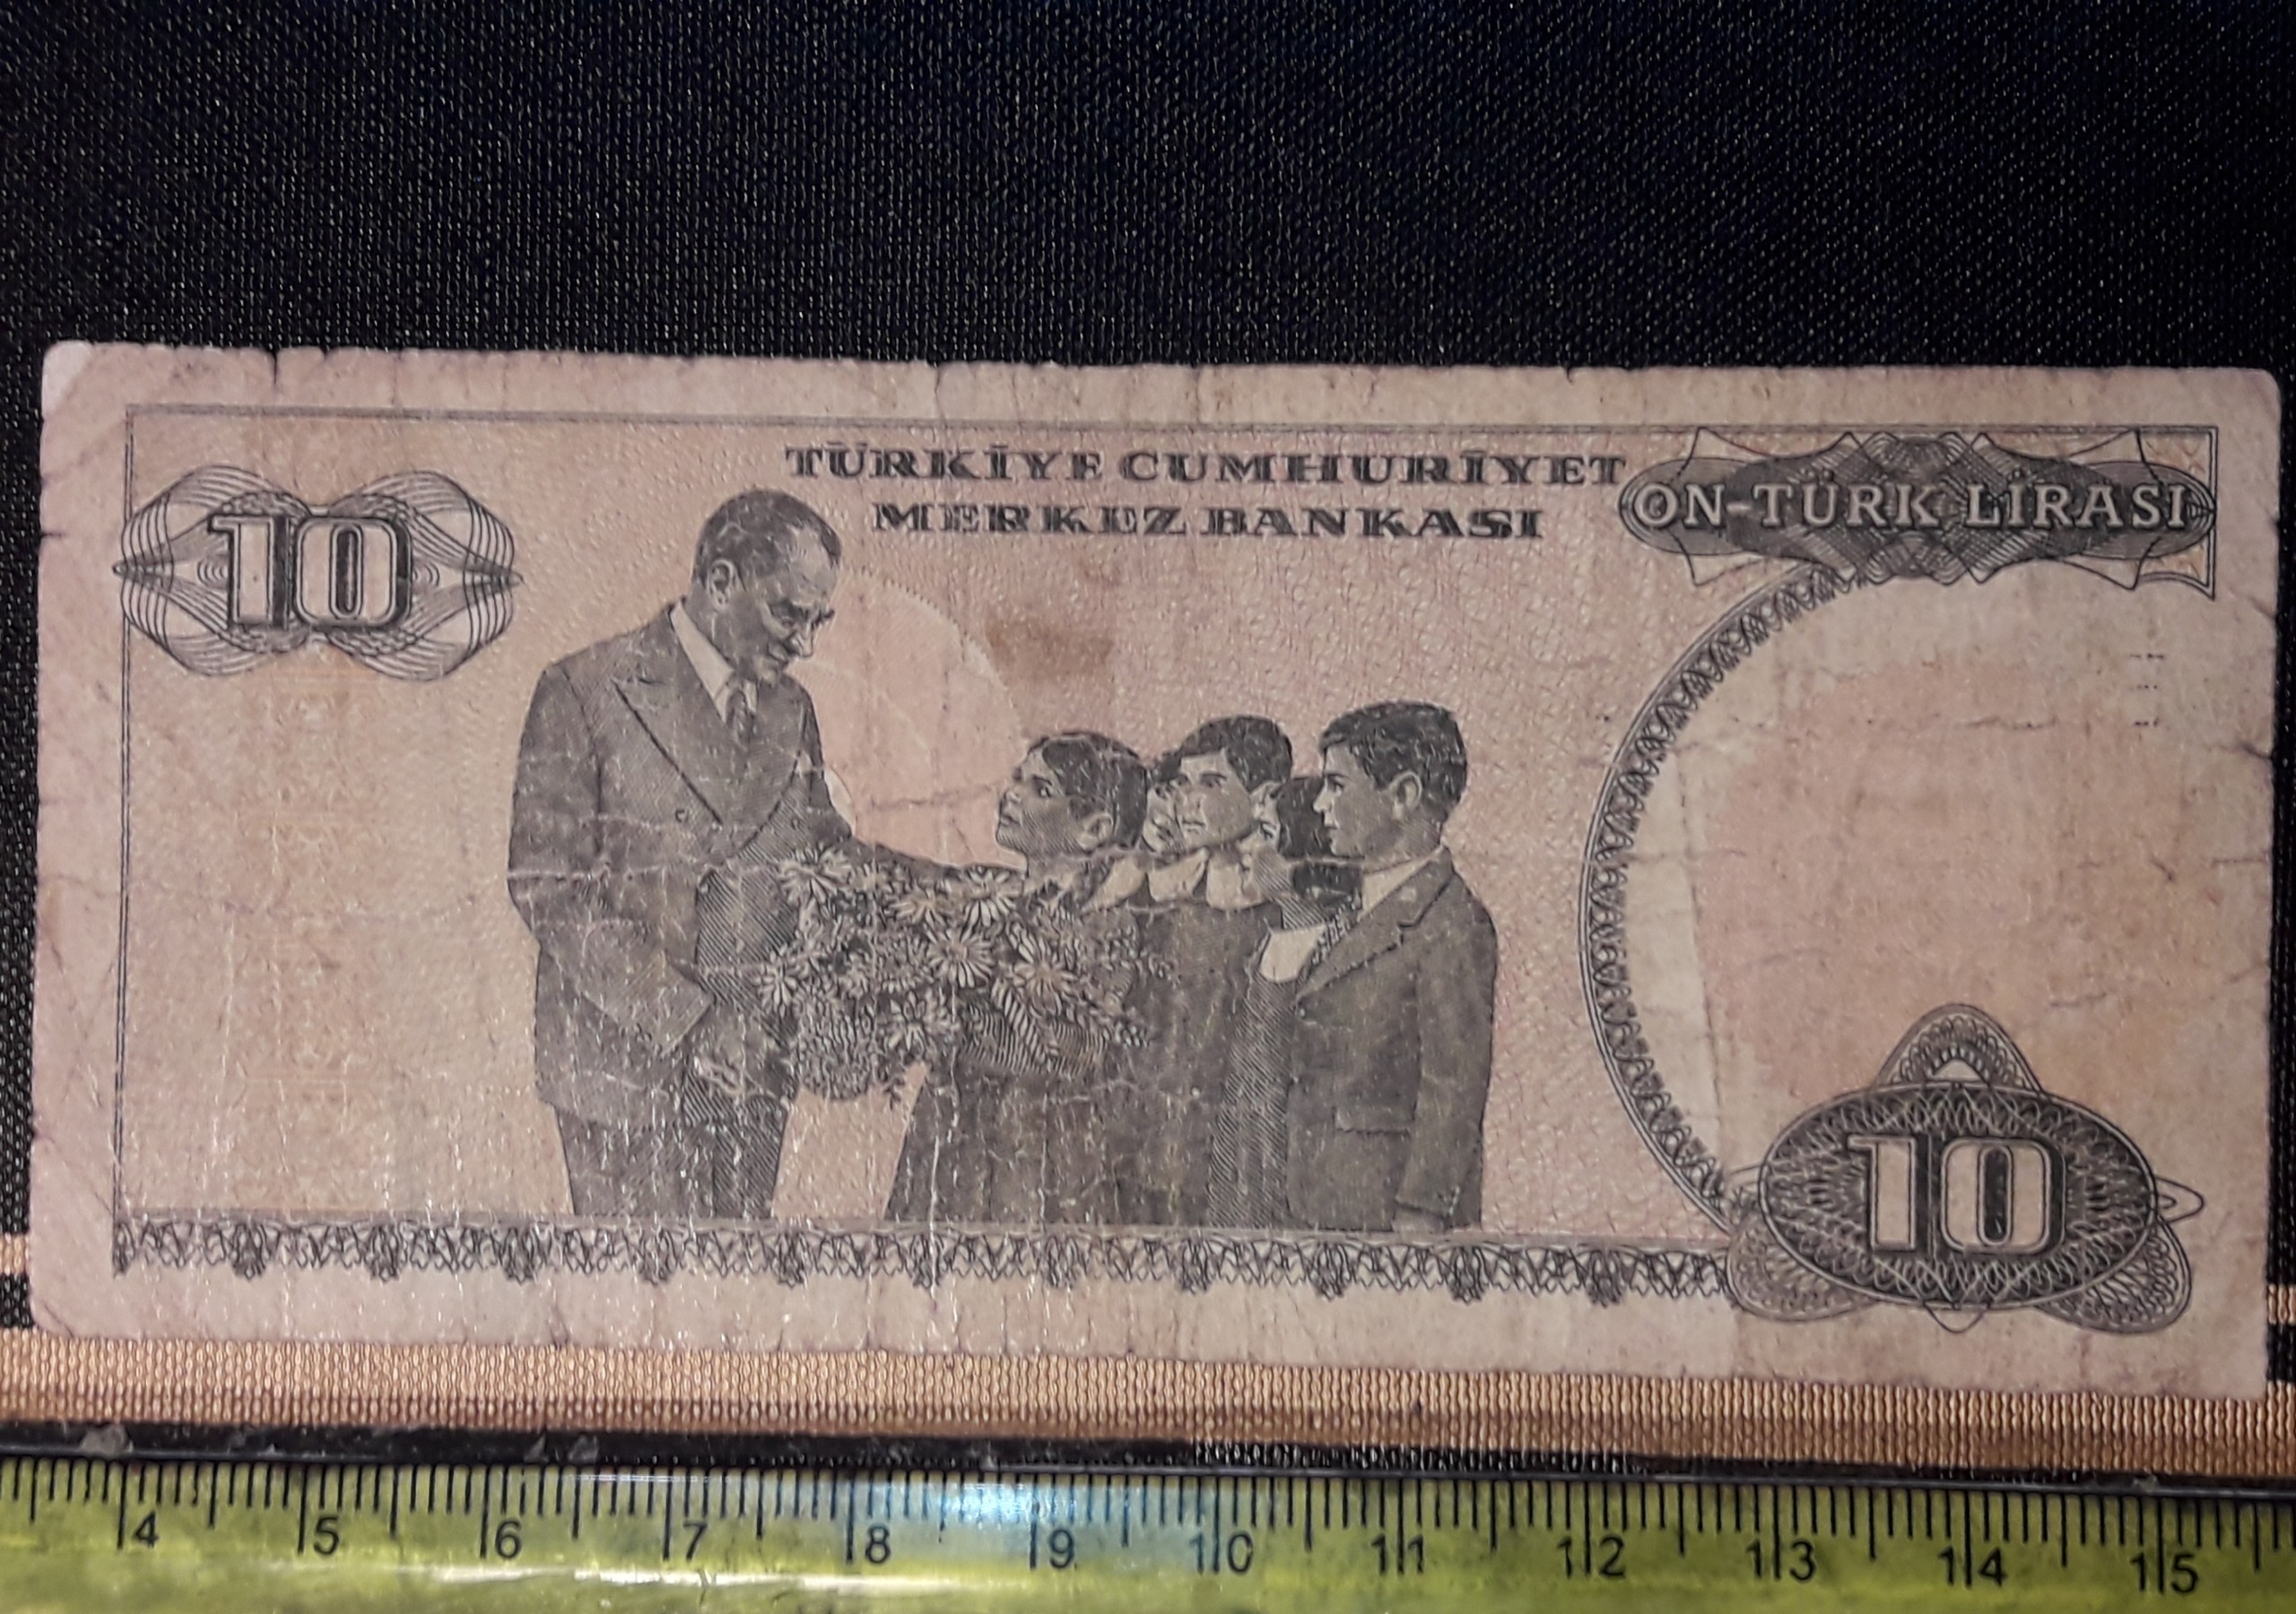 TÜRKİYE CUMHURİYET
MERKEZ BANKASI
ON-TÜRK LİRASI
10
10
4 5 6 7 8 9 10 11 12 13 14 15